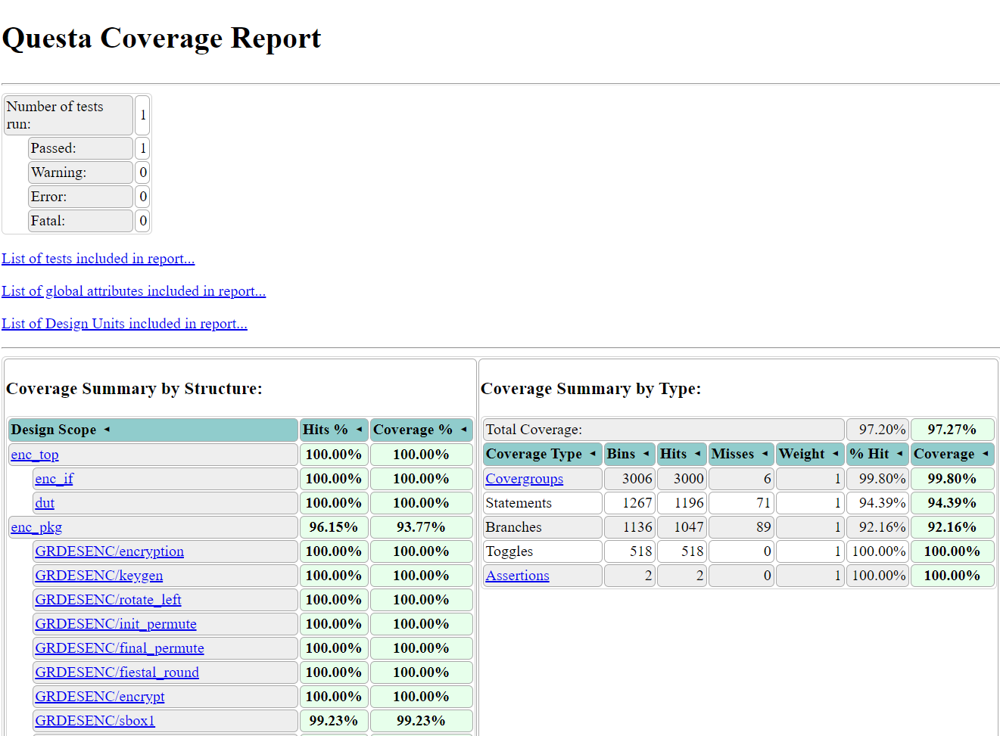 Questa Coverage Report
Number of tests
run:
1
Passed: 1
Warning: 0
Error: 0
Fatal: 0
List of tests included in report...
List of global attributes included in report...
List of Design Units included in report...
Coverage Summary by Structure:
Design Scope ◄ Hits % ◄ Coverage % ◄
enc_top 100.00% 100.00%
enc_if 100.00% 100.00%
dut 100.00% 100.00%
enc_pkg 96.15% 93.77%
GRDESENC/encryption 100.00% 100.00%
GRDESENC/keygen 100.00% 100.00%
GRDESENC/rotate_left 100.00% 100.00%
GRDESENC/init_permute 100.00% 100.00%
GRDESENC/final_permute 100.00% 100.00%
GRDESENC/fiestal_round 100.00% 100.00%
GRDESENC/encrypt 100.00% 100.00%
GRDESENC/sbox1 99.23% 99.23%
Coverage Summary by Type:
Total Coverage: 97.20% 97.27%
Coverage Type ◄ Bins ◄ Hits ◄ Misses ◄ Weight ◄ % Hit ◄ Coverage ◄
Covergroups 3006 3000 6 1 99.80% 99.80%
Statements 1267 1196 71 1 94.39% 94.39%
Branches 1136 1047 89 1 92.16% 92.16%
Toggles 518 518 0 1 100.00% 100.00%
Assertions 2 2 0 1 100.00% 100.00%